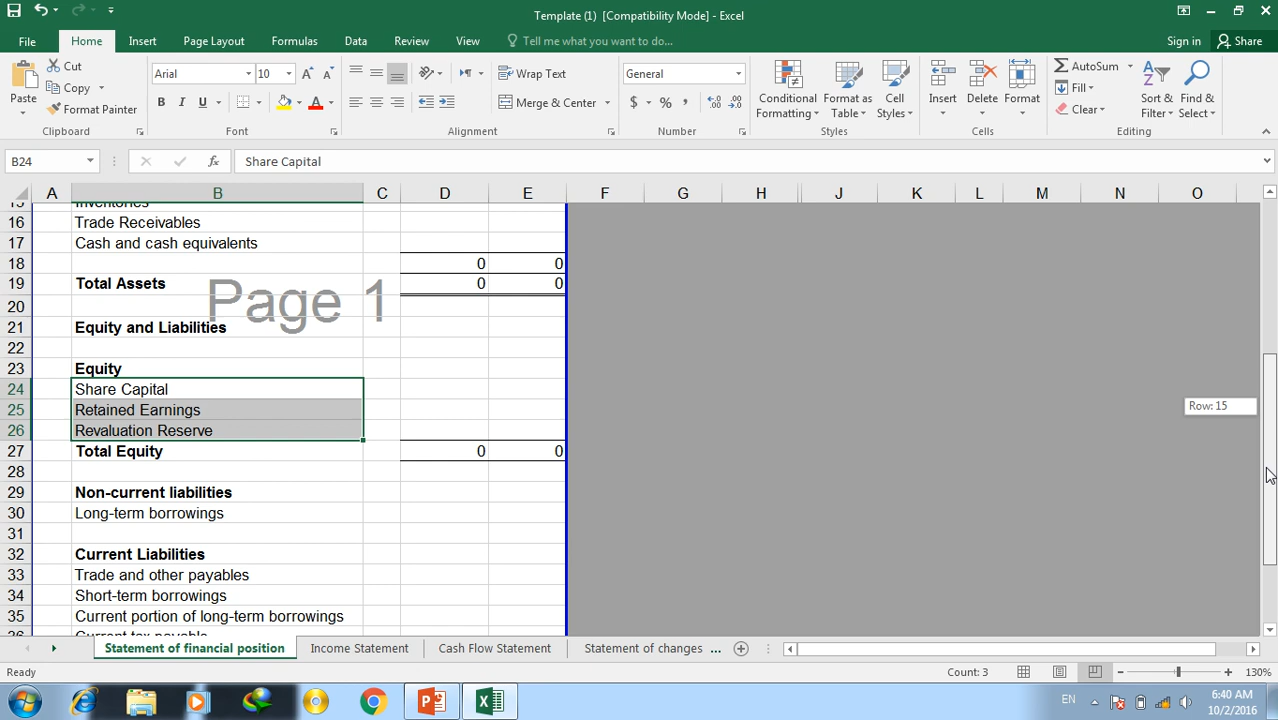 Template (1) [Compatibility Mode] - Excel
File Home Insert Page Layout Formulas Data Review View Tell me what you want to do... Sign in Share
Paste
Cut
Copy
Format Painter
Clipboard
Arial 10
B I U
Font
Wrap Text
Merge & Center
Alignment
General
$ % ,
Number
Conditional Formatting
Format as Table
Cell Styles
Styles
Insert Delete Format
Cells
AutoSum
Fill
Clear
Sort & Filter
Find & Select
Editing
B24 fx Share Capital
A B C D E F G H J K L M N O
Inventories
16 Trade Receivables
17 Cash and cash equivalents
18 0 0
19 Total Assets 0 0
Page 1
20
21 Equity and Liabilities
22
23 Equity
24 Share Capital
25 Retained Earnings
Row: 15
26 Revaluation Reserve
27 Total Equity 0 0
28
29 Non-current liabilities
30 Long-term borrowings
31
32 Current Liabilities
33 Trade and other payables
34 Short-term borrowings
35 Current portion of long-term borrowings
Current tax payable
Statement of financial position Income Statement Cash Flow Statement Statement of changes ...
Ready Count: 3 130%
EN 6:40 AM
10/2/2016